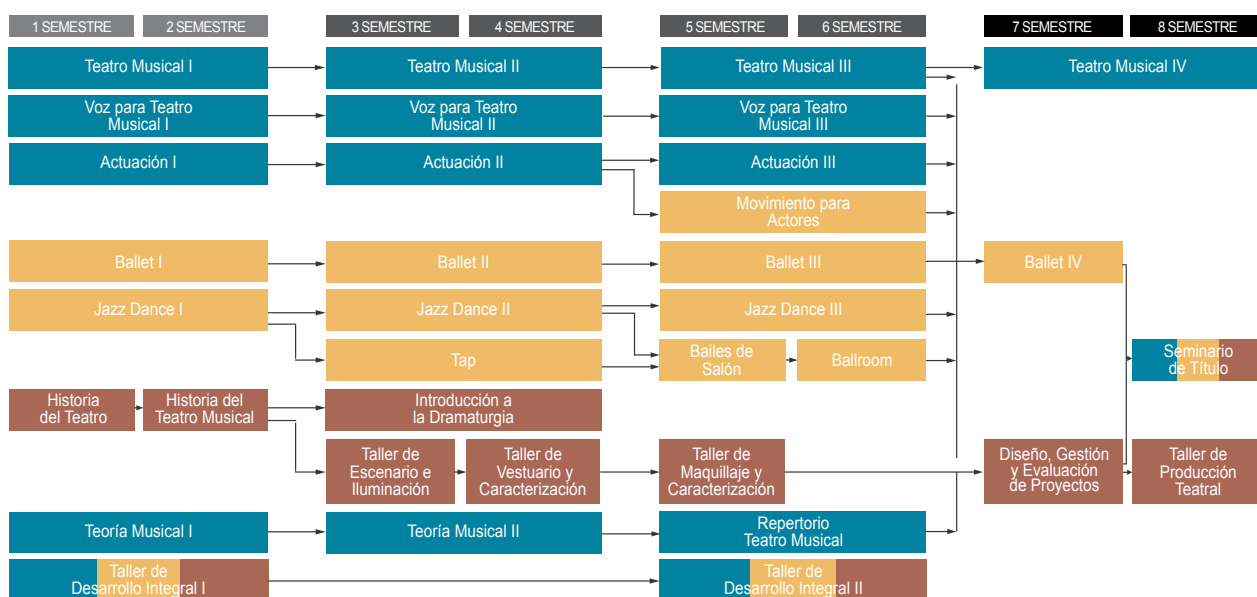 1 SEMESTRE
2 SEMESTRE
3 SEMESTRE
4 SEMESTRE
5 SEMESTRE
6 SEMESTRE
7 SEMESTRE
8 SEMESTRE
Teatro Musical I
Teatro Musical II
Teatro Musical III
Teatro Musical IV
Voz para Teatro
Musical I
Voz para Teatro
Musical II
Voz para Teatro
Musical III
Actuación I
Actuación II
Actuación III
Movimiento para
Actores
Ballet I
Ballet II
Ballet III
Ballet IV
Jazz Dance I
Jazz Dance II
Jazz Dance III
Tap
Bailes de
Salón
Ballroom
Seminario
de Título
Historia
del Teatro
Historia del
Teatro Musical
Introducción a
la Dramaturgia
Taller de
Escenario e
Iluminación
Taller de
Vestuario y
Caracterización
Taller de
Maquillaje y
Caracterización
Diseño, Gestión
y Evaluación
de Proyectos
Taller de
Producción
Teatral
Teoría Musical I
Teoría Musical II
Repertorio
Teatro Musical
Taller de
Desarrollo Integral I
Taller de
Desarrollo Integral II